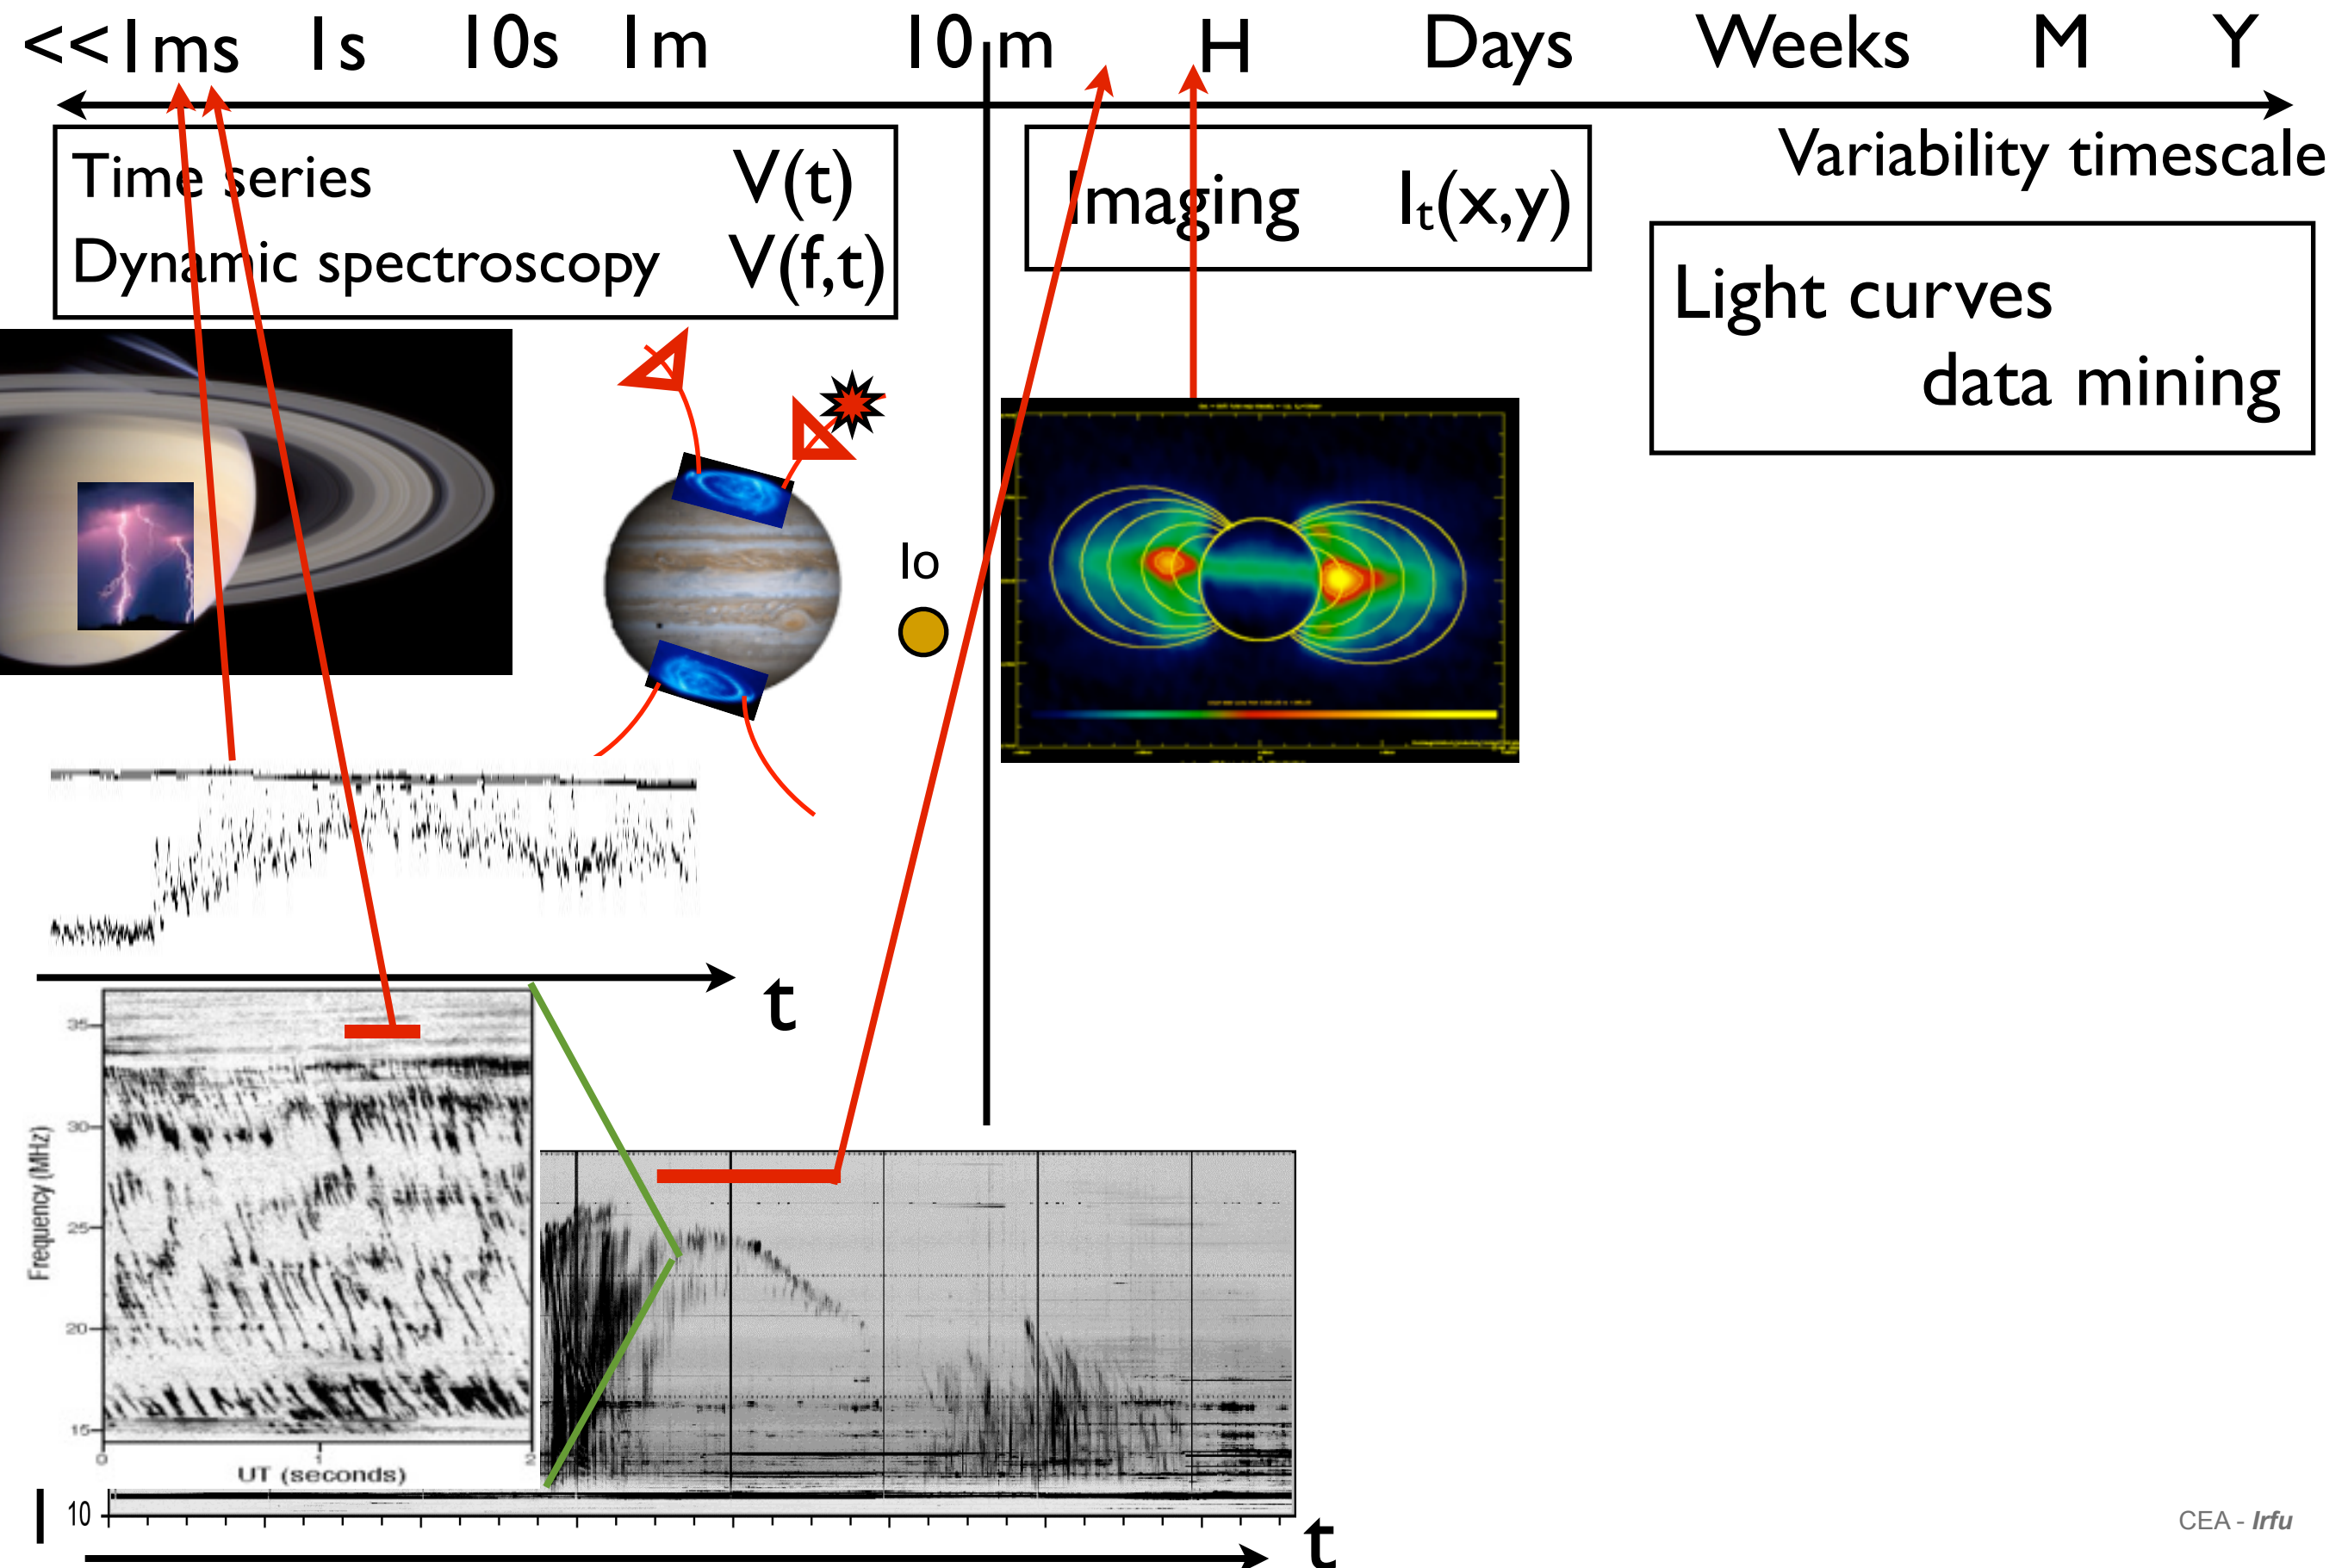 <<1ms 1s 10s 1m 10 m H Days Weeks M Y
Variability timescale
Time series V(t)
Dynamic spectroscopy V(f,t)
Imaging It(x,y)
Light curves
data mining
Io
t
35
30
25
20
15
Frequency (MHz)
0 1 2
UT (seconds)
10
t
CEA - Irfu